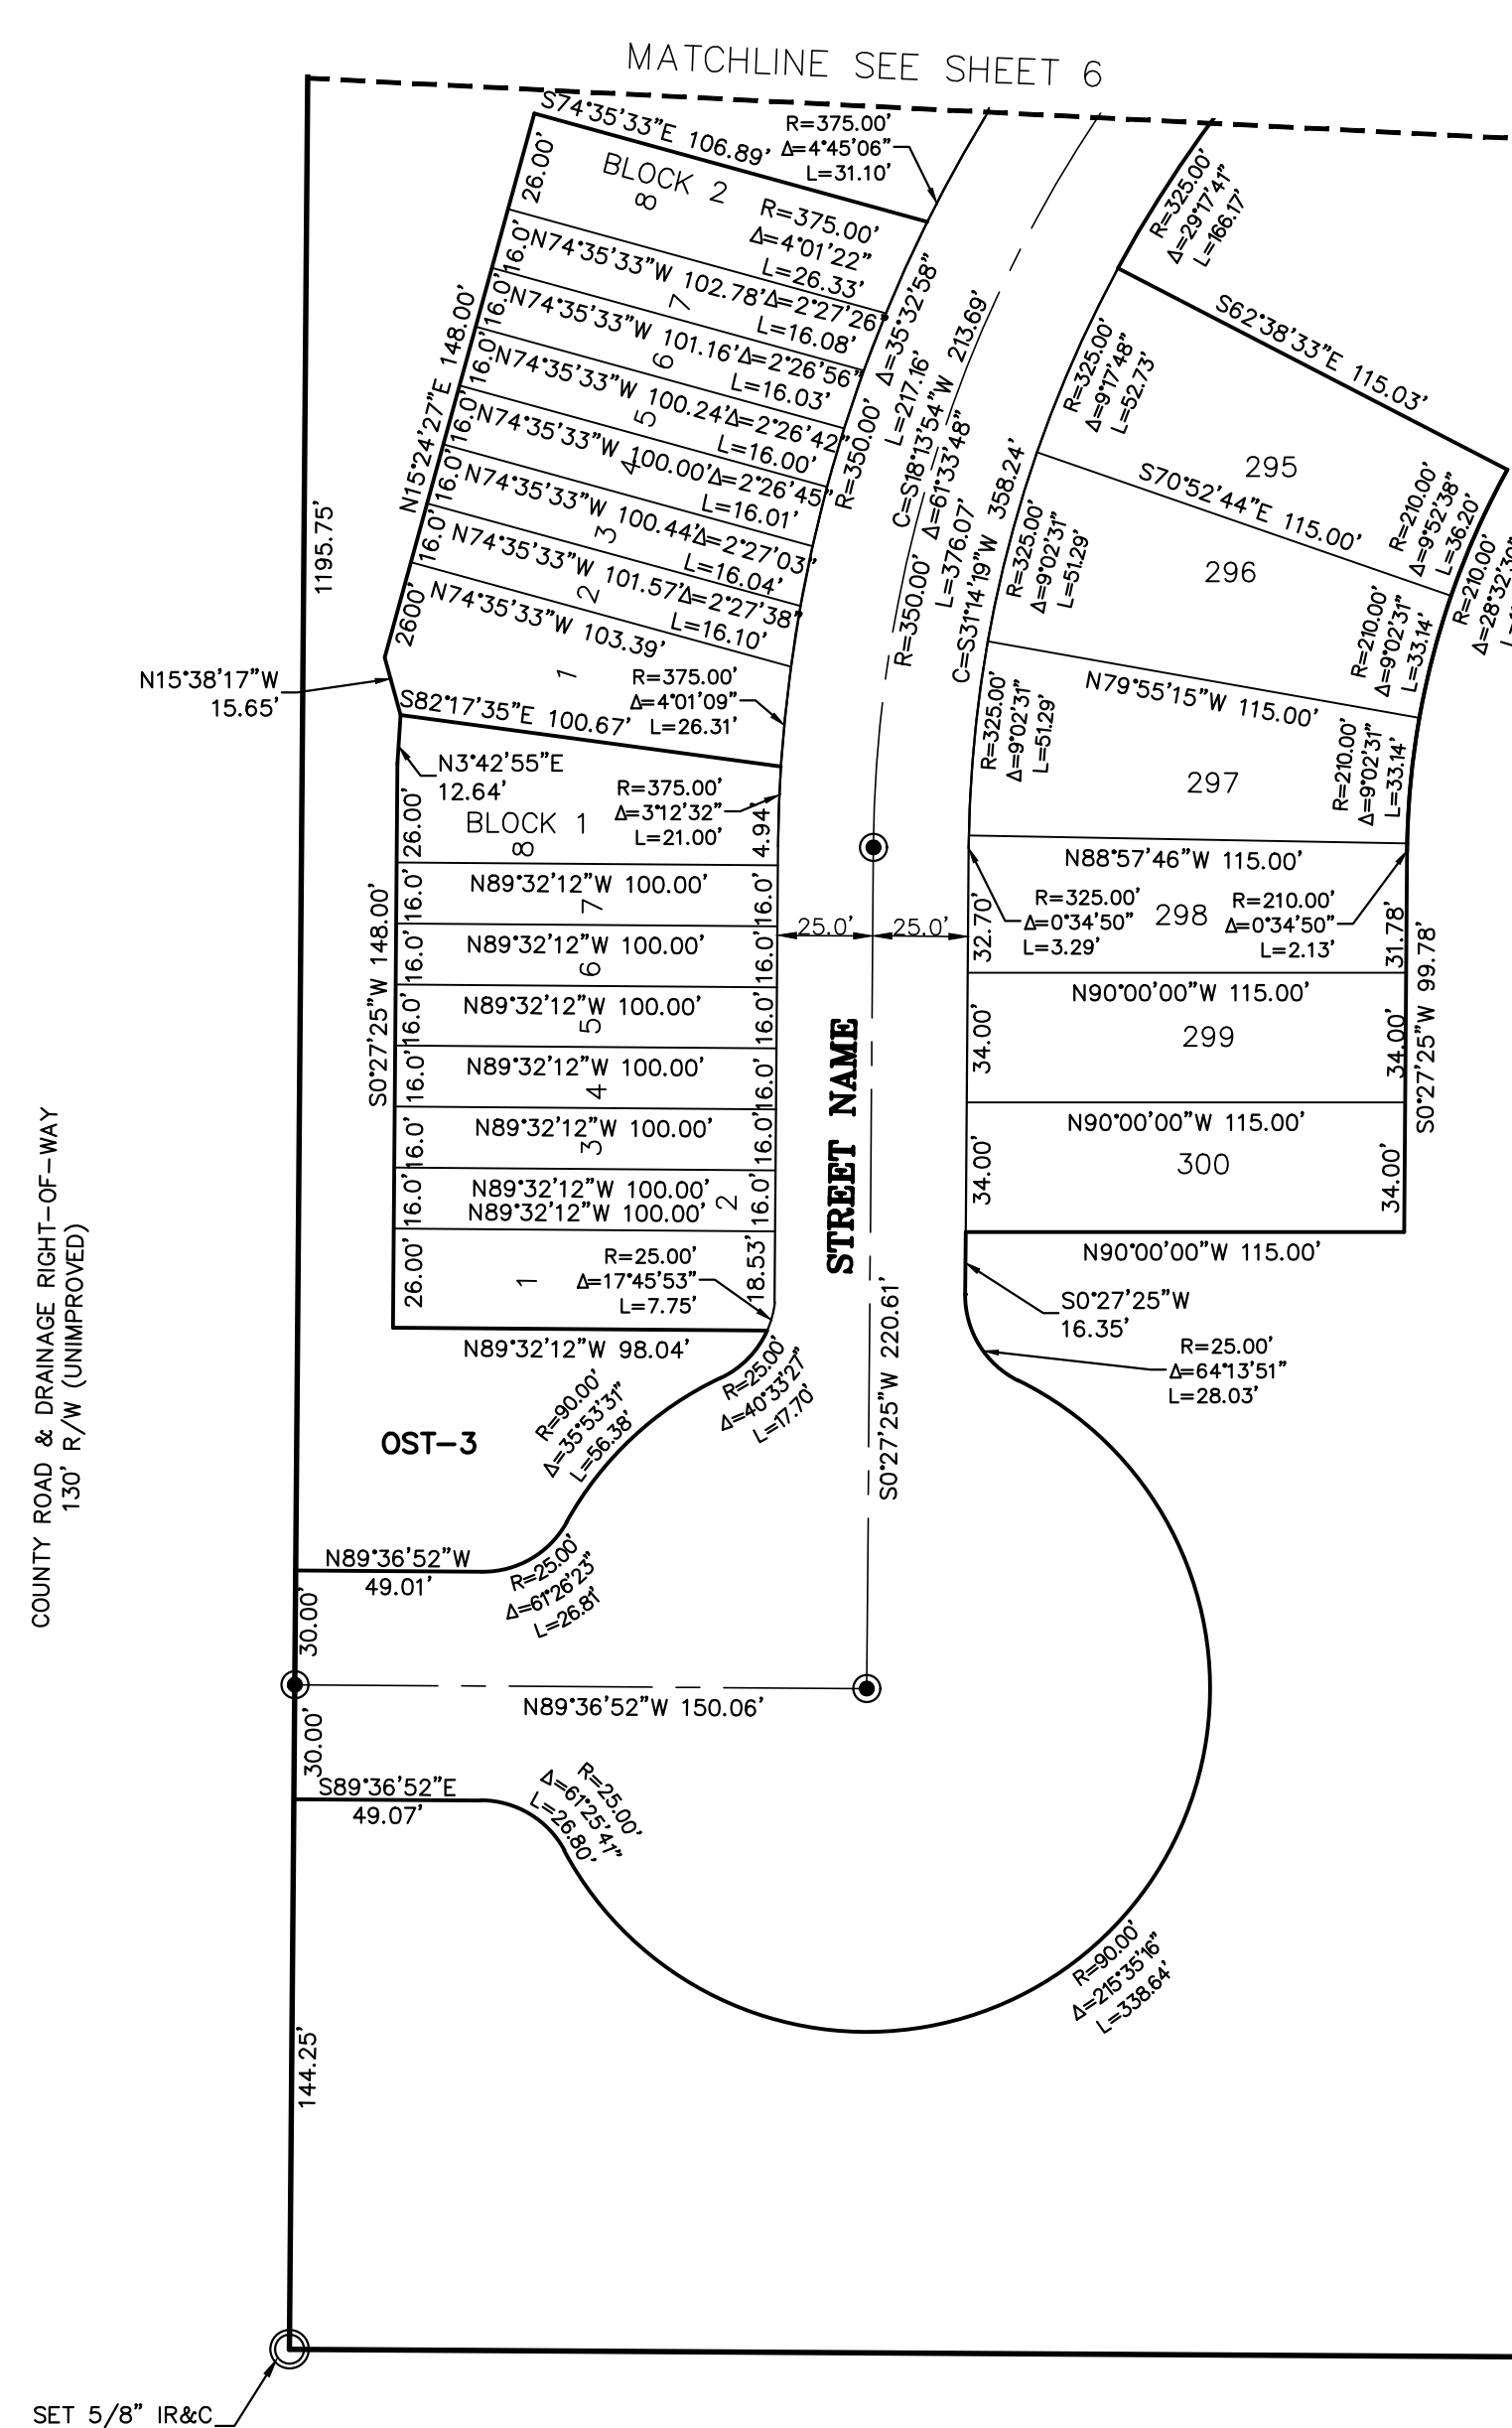 MATCHLINE SEE SHEET 6
S74°35'33"E 106.89'
R=375.00'
Δ=4°45'06"
L=31.10'
26.00'
BLOCK 2
8
R=375.00'
Δ=4°01'22"
L=26.33'
R=325.00'
Δ=29°17'41"
L=166.17'
16.0'
N74°35'33"W 102.78'
7
Δ=2°27'26"
L=16.08'
16.0'
N74°35'33"W 101.16'
6
Δ=2°26'56"
L=16.03'
16.0'
N74°35'33"W 100.24'
5
Δ=2°26'42"
L=16.00'
16.0'
N74°35'33"W 100.00'
4
Δ=2°26'45"
L=16.01'
16.0'
N74°35'33"W 100.44'
3
Δ=2°27'03"
L=16.04'
16.0'
N74°35'33"W 101.57'
2
Δ=2°27'38"
L=16.10'
2600'
N74°35'33"W 103.39'
1
N15°24'27"E 148.00'
1195.75'
R=350.00' Δ=35°32'58"
L=217.16'
C=S18°13'54"W 213.69'
R=350.00' Δ=61°33'48"
L=376.07'
C=S31°14'19"W 358.24'
S62°38'33"E 115.03'
R=325.00'
Δ=9°17'48"
L=52.73'
295
R=210.00'
Δ=9°52'38"
L=36.20'
S70°52'44"E 115.00'
R=325.00'
Δ=9°02'31"
L=51.29'
296
R=210.00'
Δ=9°02'31"
L=33.14'
R=210.00'
N79°55'15"W 115.00'
R=325.00'
Δ=9°02'31"
L=51.29'
297
R=210.00'
Δ=9°02'31"
L=33.14'
N88°57'46"W 115.00'
N15°38'17"W
15.65'
R=375.00'
Δ=4°01'09"
L=26.31'
S82°17'35"E 100.67'
N3°42'55"E
12.64'
R=375.00'
Δ=3°12'32"
L=21.00'
4.94'
BLOCK 1
8
26.00'
N89°32'12"W 100.00'
16.0'
7
16.0'
N89°32'12"W 100.00'
16.0'
6
16.0'
N89°32'12"W 100.00'
16.0'
5
16.0'
N89°32'12"W 100.00'
16.0'
4
16.0'
N89°32'12"W 100.00'
16.0'
3
16.0'
N89°32'12"W 100.00'
N89°32'12"W 100.00'
16.0'
2
16.0'
26.00'
1
18.53'
R=25.00'
Δ=17°45'53"
L=7.75'
N89°32'12"W 98.04'
S0°27'25"W 148.00'
25.0'
25.0'
32.70'
R=325.00'
Δ=0°34'50"
L=3.29'
298
R=210.00'
Δ=0°34'50"
L=2.13'
31.78'
S0°27'25"W 99.78'
N90°00'00"W 115.00'
34.00'
299
34.00'
N90°00'00"W 115.00'
34.00'
300
34.00'
N90°00'00"W 115.00'
STREET NAME
S0°27'25"W 220.61'
S0°27'25"W
16.35'
R=25.00'
Δ=64°13'51"
L=28.03'
COUNTY ROAD & DRAINAGE RIGHT-OF-WAY
130' R/W (UNIMPROVED)
OST-3
R=90.00'
Δ=35°53'31"
L=56.38'
R=25.00'
Δ=40°33'27"
L=17.70'
N89°36'52"W
49.01'
R=25.00'
Δ=61°26'23"
L=26.81'
30.00'
N89°36'52"W 150.06'
30.00'
S89°36'52"E
49.07'
R=25.00'
Δ=61°25'41"
L=26.80'
R=90.00'
Δ=215°35'16"
L=338.64'
144.25'
SET 5/8" IR&C